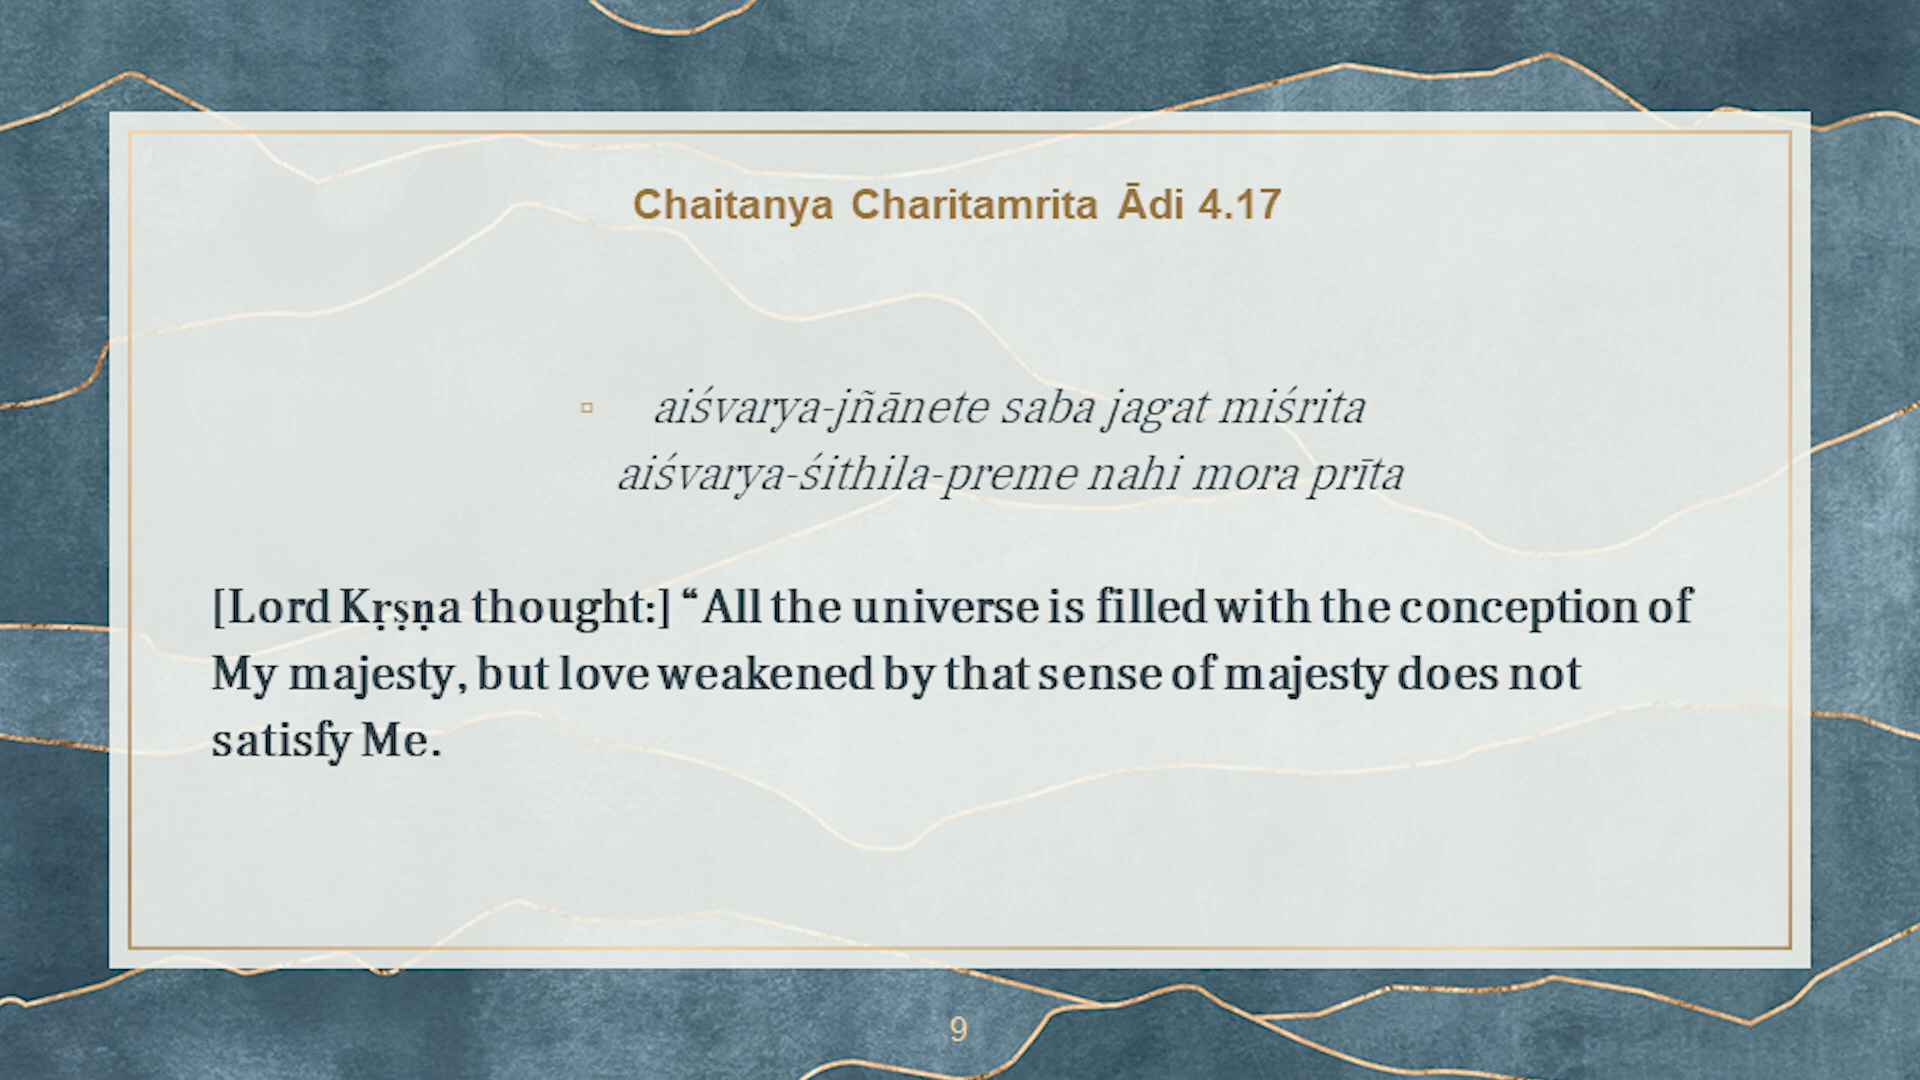 Chaitanya Charitamrita Ādi 4.17
▫ aiśvarya-jñānete saba jagat miśrita
aiśvarya-śithila-preme nahi mora prīta
[Lord Kṛṣṇa thought:] “All the universe is filled with the conception of
My majesty, but love weakened by that sense of majesty does not
satisfy Me.
9